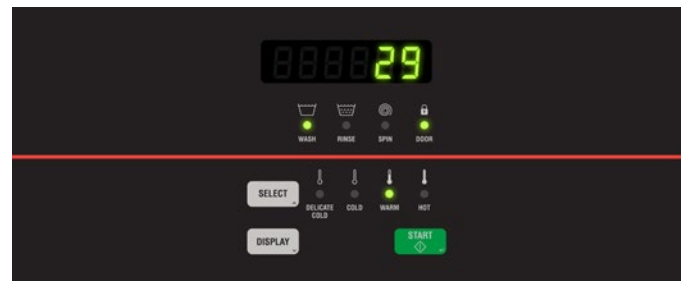 29
WASH RINSE SPIN DOOR
SELECT
DELICATE COLD WARM HOT
COLD
DISPLAY START